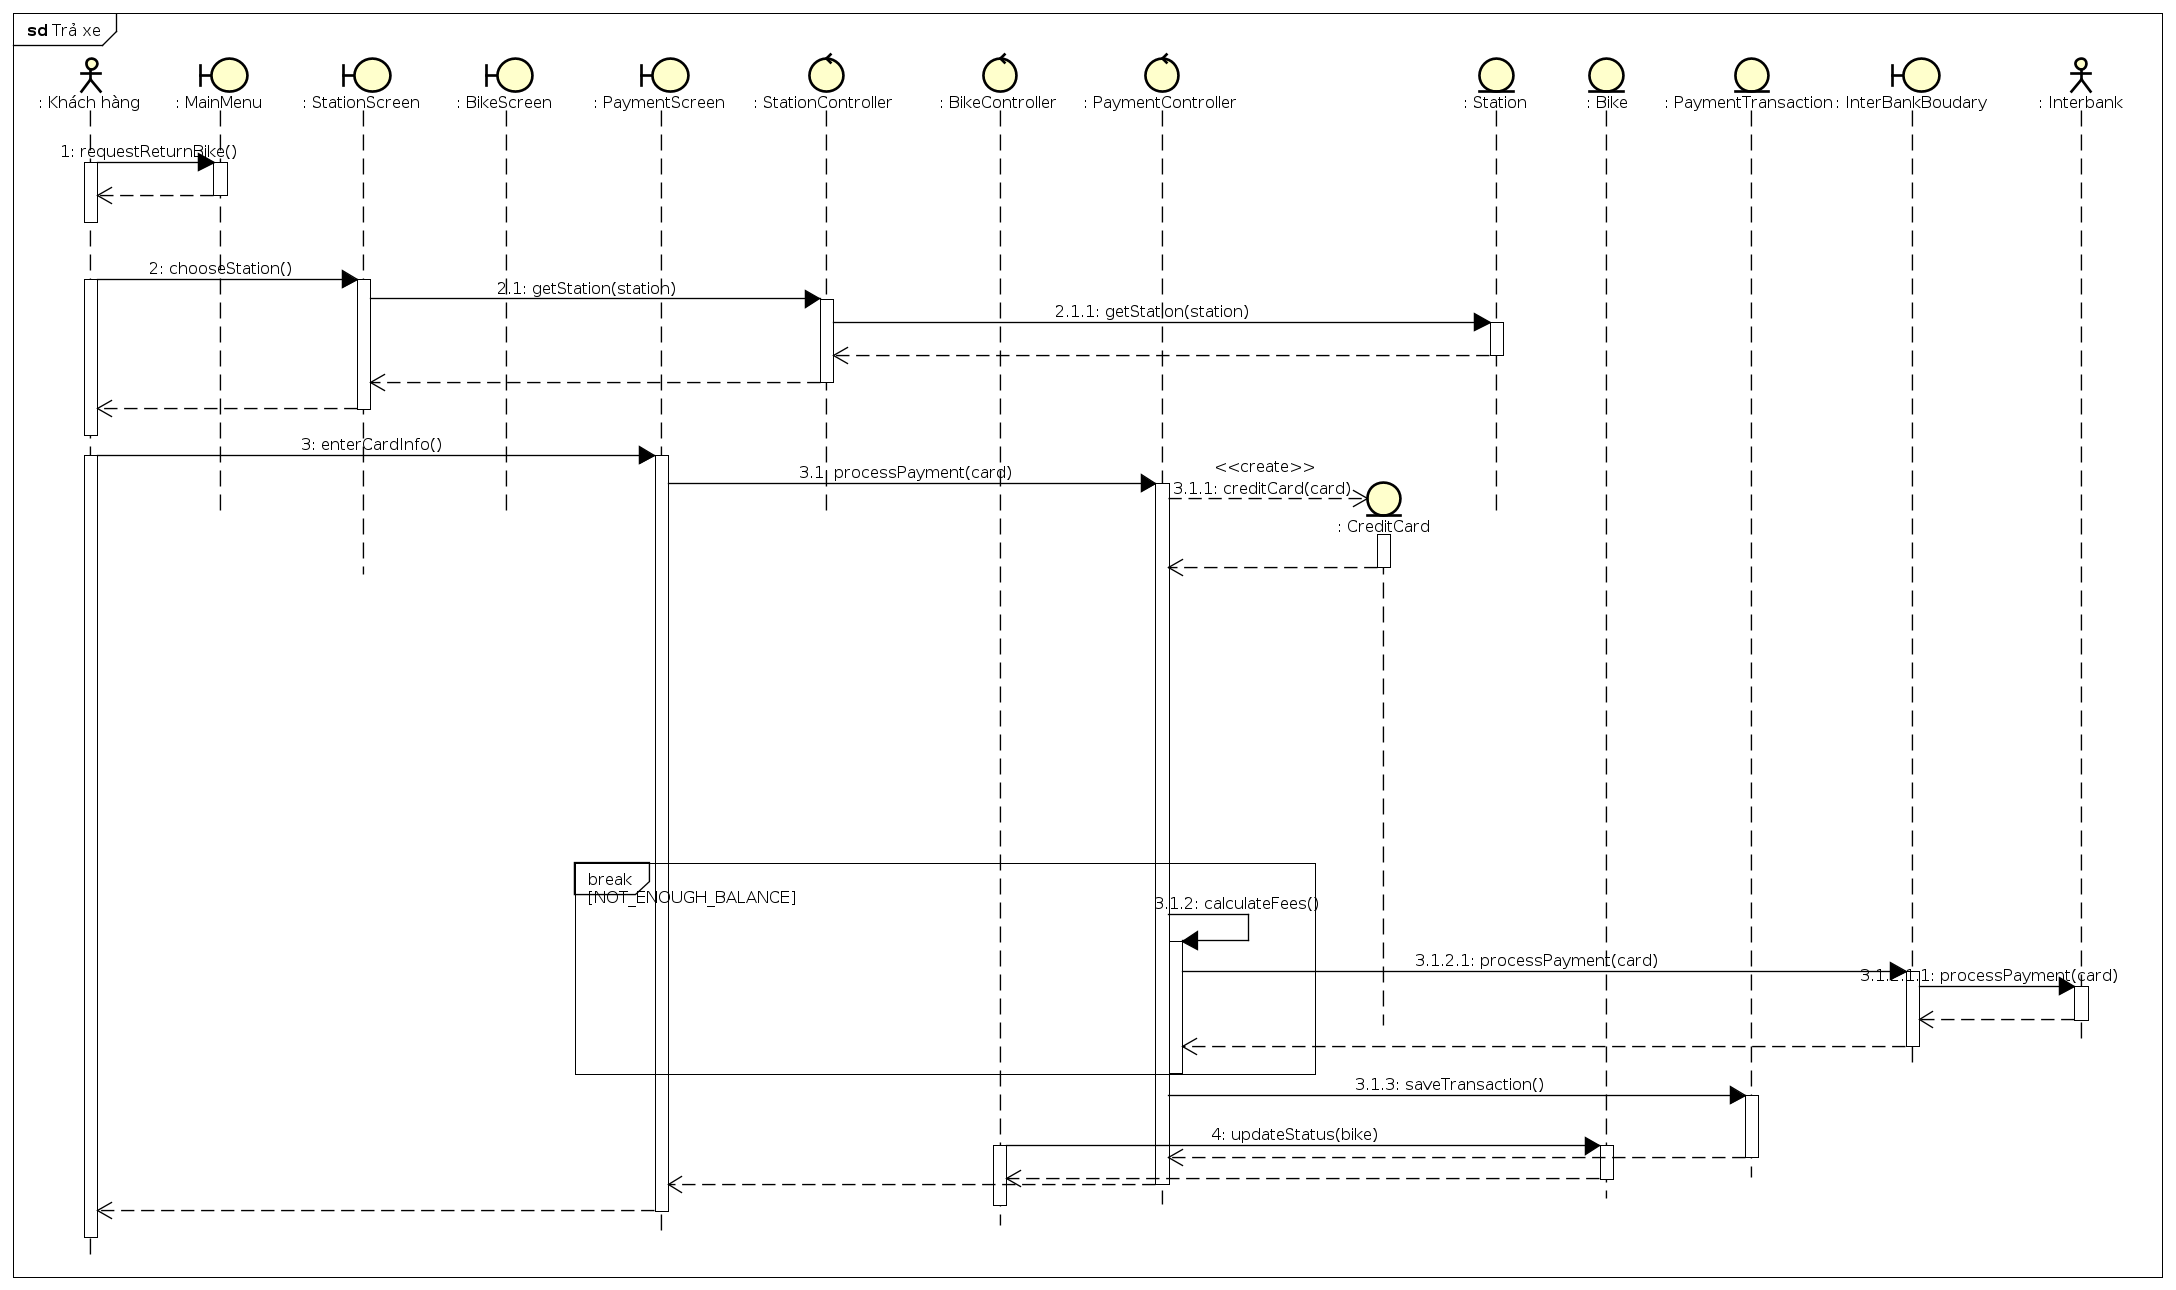 sd Trả xe
: Khách hàng
: MainMenu
: StationScreen
: BikeScreen
: PaymentScreen
: StationController
: BikeController
: PaymentController
: Station
: Bike
: PaymentTransaction
: InterBankBoudary
: Interbank
1: requestReturnBike()
2: chooseStation()
2.1: getStation(station)
2.1.1: getStation(station)
3: enterCardInfo()
3.1: processPayment(card)
<<create>>
3.1.1: creditCard(card)
: CreditCard
break
[NOT_ENOUGH_BALANCE]
3.1.2: calculateFees()
3.1.2.1: processPayment(card)
3.1.2.1.1: processPayment(card)
3.1.3: saveTransaction()
4: updateStatus(bike)